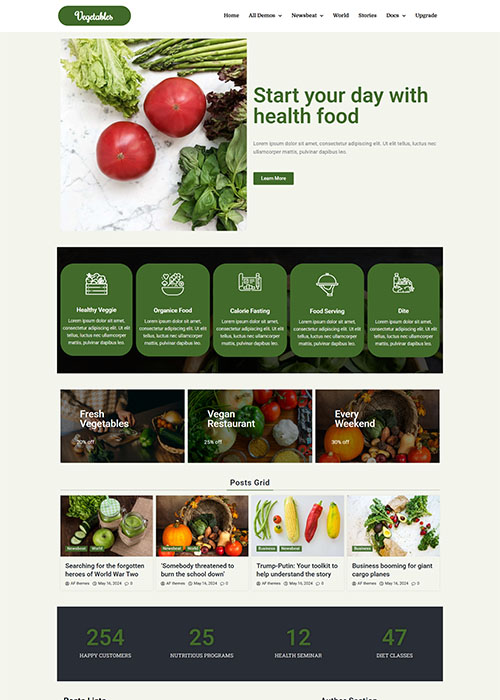 Vegetables
Home All Demos Newsbeat World Stories Docs Upgrade
Start your day with
health food
Lorem ipsum dolor sit amet, consectetur adipiscing elit. Ut elit tellus, luctus nec
ullamcorper mattis, pulvinar dapibus leo.
Learn More
Healthy Veggie
Lorem ipsum dolor sit amet,
consectetur adipiscing elit. Ut elit
tellus, luctus nec ullamcorper
mattis, pulvinar dapibus leo.
Organice Food
Lorem ipsum dolor sit amet,
consectetur adipiscing elit. Ut elit
tellus, luctus nec ullamcorper
mattis, pulvinar dapibus leo.
Calorie Fasting
Lorem ipsum dolor sit amet,
consectetur adipiscing elit. Ut elit
tellus, luctus nec ullamcorper
mattis, pulvinar dapibus leo.
Food Serving
Lorem ipsum dolor sit amet,
consectetur adipiscing elit. Ut elit
tellus, luctus nec ullamcorper
mattis, pulvinar dapibus leo.
Dite
Lorem ipsum dolor sit amet,
consectetur adipiscing elit. Ut elit
tellus, luctus nec ullamcorper
mattis, pulvinar dapibus leo.
Fresh
Vegetables
20% off
Vegan
Restaurant
25% off
Every
Weekend
30% off
Posts Grid
Newsbeat World
Searching for the forgotten
heroes of World War Two
AF themes May 16, 2024 0
Newsbeat World
'Somebody threatened to
burn the school down'
AF themes May 16, 2024 0
Business Newsbeat
Trump-Putin: Your toolkit to
help understand the story
AF themes May 16, 2024 0
Business
Business booming for giant
cargo planes
AF themes May 16, 2024 0
254
HAPPY CUSTOMERS
25
NUTRITIOUS PROGRAMS
12
HEALTH SEMINAR
47
DIET CLASSES
Posts Lists
Author Section